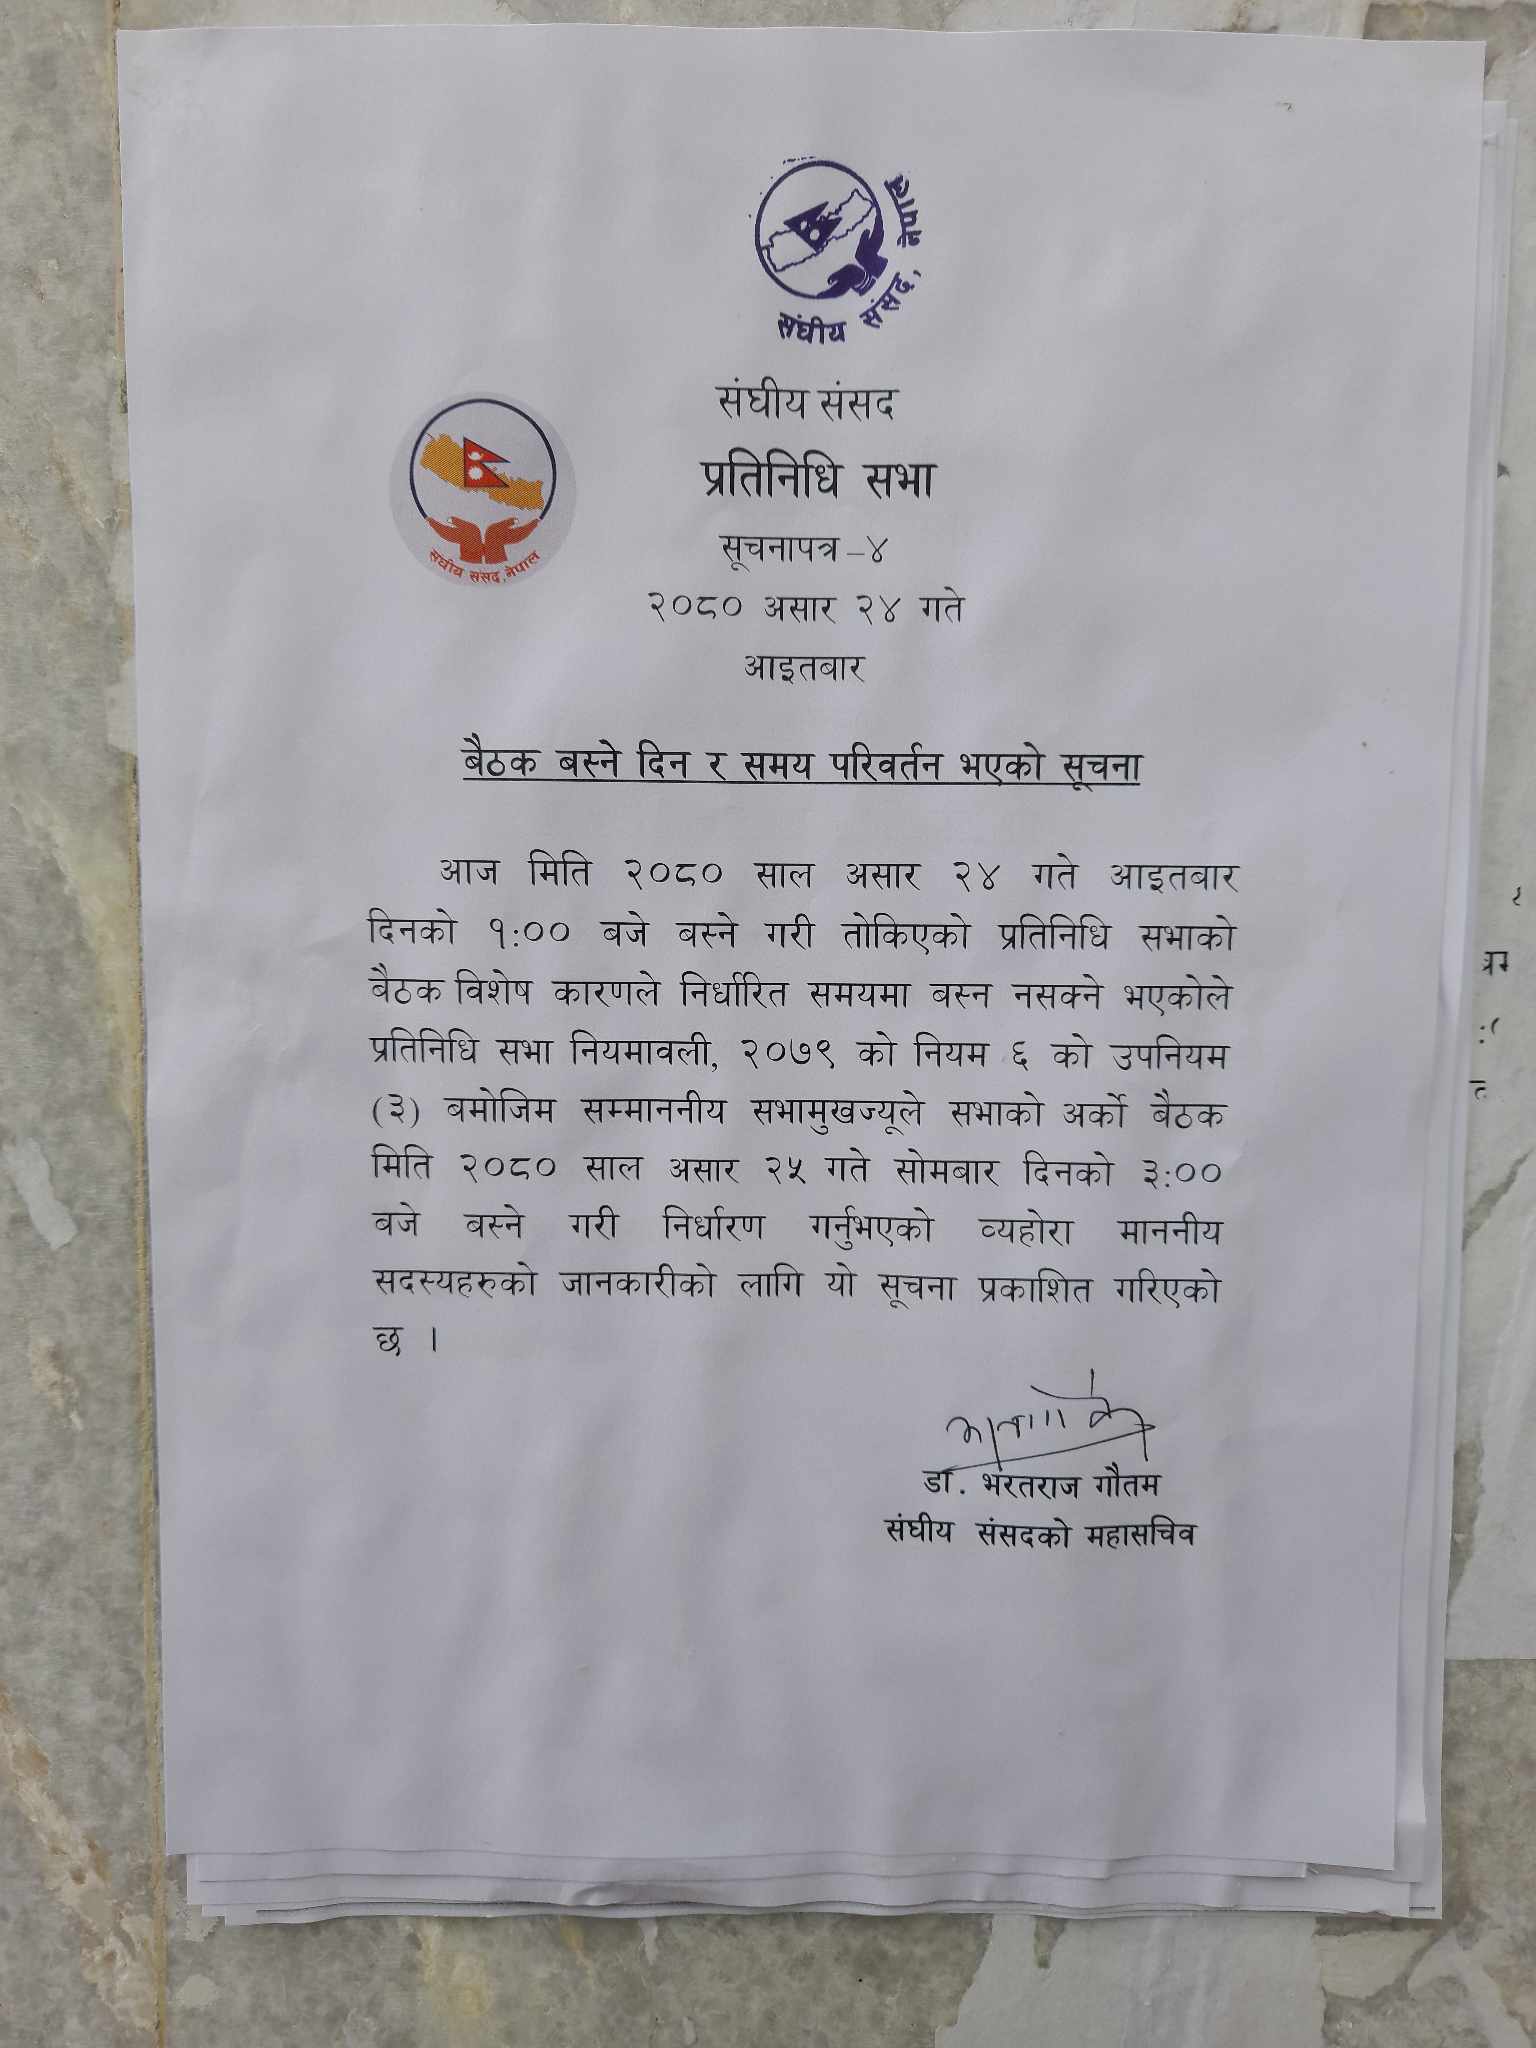 संघीय संसद, नेपाल
संघीय संसद
प्रतिनिधि सभा
संघीय संसद, नेपाल
सूचनापत्र –४
२०८० असार २४ गते
आइतबार
बैठक बस्ने दिन र समय परिवर्तन भएको सूचना
आज मिति २०८० साल असार २४ गते आइतबार
दिनको १:०० बजे बस्ने गरी तोकिएको प्रतिनिधि सभाको
बैठक विशेष कारणले निर्धारित समयमा बस्न नसक्ने भएकोले
प्रतिनिधि सभा नियमावली, २०७९ को नियम ६ को उपनियम
(३) बमोजिम सम्माननीय सभामुखज्यूले सभाको अर्को बैठक
मिति २०८० साल असार २५ गते सोमबार दिनको ३:००
बजे बस्ने गरी निर्धारण गर्नुभएको व्यहोरा माननीय
सदस्यहरुको जानकारीको लागि यो सूचना प्रकाशित गरिएको
छ ।
डा. भरतराज गौतम
संघीय संसदको महासचिव